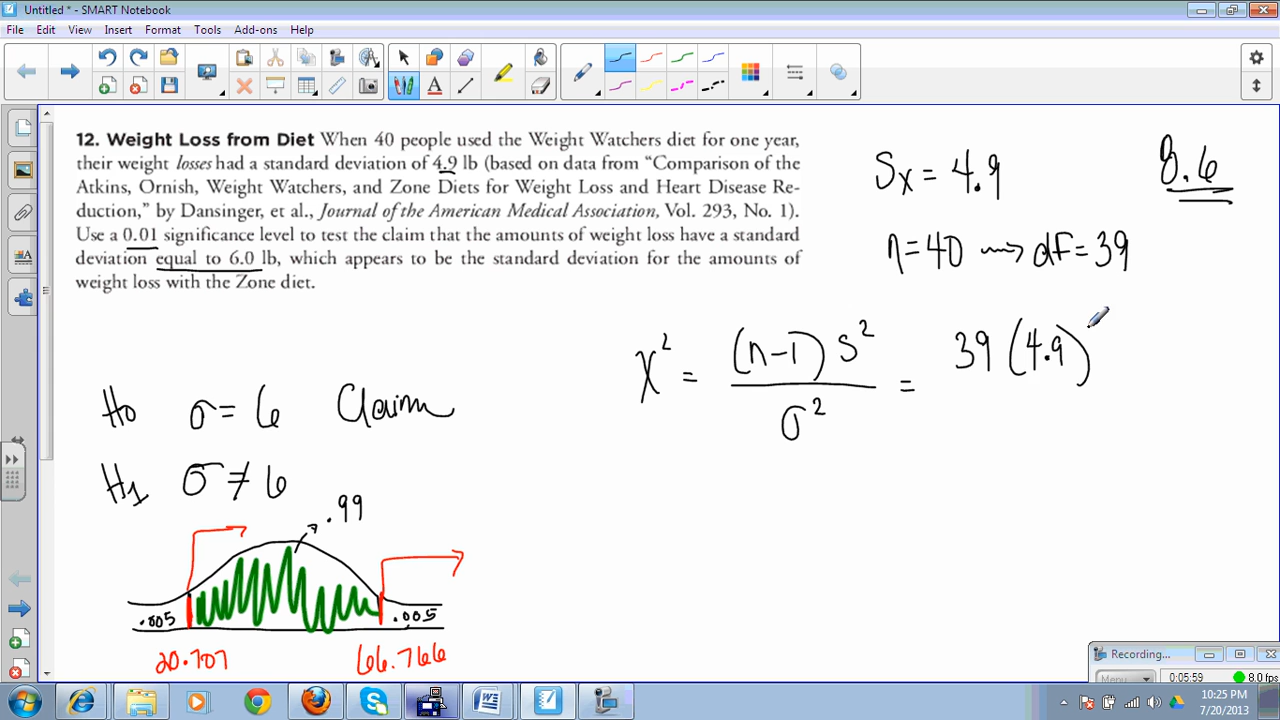 Untitled * - SMART Notebook
File Edit View Insert Format Tools Add-ons Help
12. Weight Loss from Diet When 40 people used the Weight Watchers diet for one year,
their weight losses had a standard deviation of 4.9 lb (based on data from “Comparison of the
Atkins, Ornish, Weight Watchers, and Zone Diets for Weight Loss and Heart Disease Re-
duction,” by Dansinger, et al., Journal of the American Medical Association, Vol. 293, No. 1).
Use a 0.01 significance level to test the claim that the amounts of weight loss have a standard
deviation equal to 6.0 lb, which appears to be the standard deviation for the amounts of
weight loss with the Zone diet.
Sx = 4.9
8.6
n=40 → df=39
χ² = (n-1) s² / σ² = 39 (4.9)
H0 σ= 6 Claim
H1 σ ≠ 6
.99
.005 .005
20.707 66.766
Recording...
Menu
0:05:59 8.0 fps
10:25 PM
7/20/2013